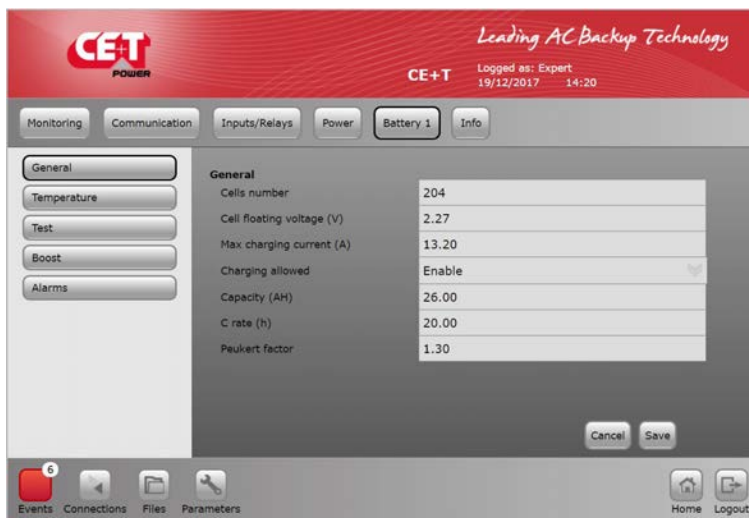 CE+T
POWER
Leading AC Backup Technology
CE+T
Logged as: Expert
19/12/2017 14:20
Monitoring
Communication
Inputs/Relays
Power
Battery 1
Info
General
Temperature
Test
Boost
Alarms
General
Cells number 204
Cell floating voltage (V) 2.27
Max charging current (A) 13.20
Charging allowed Enable
Capacity (AH) 26.00
C rate (h) 20.00
Peukert factor 1.30
Cancel
Save
6
Events
Connections
Files
Parameters
Home
Logout